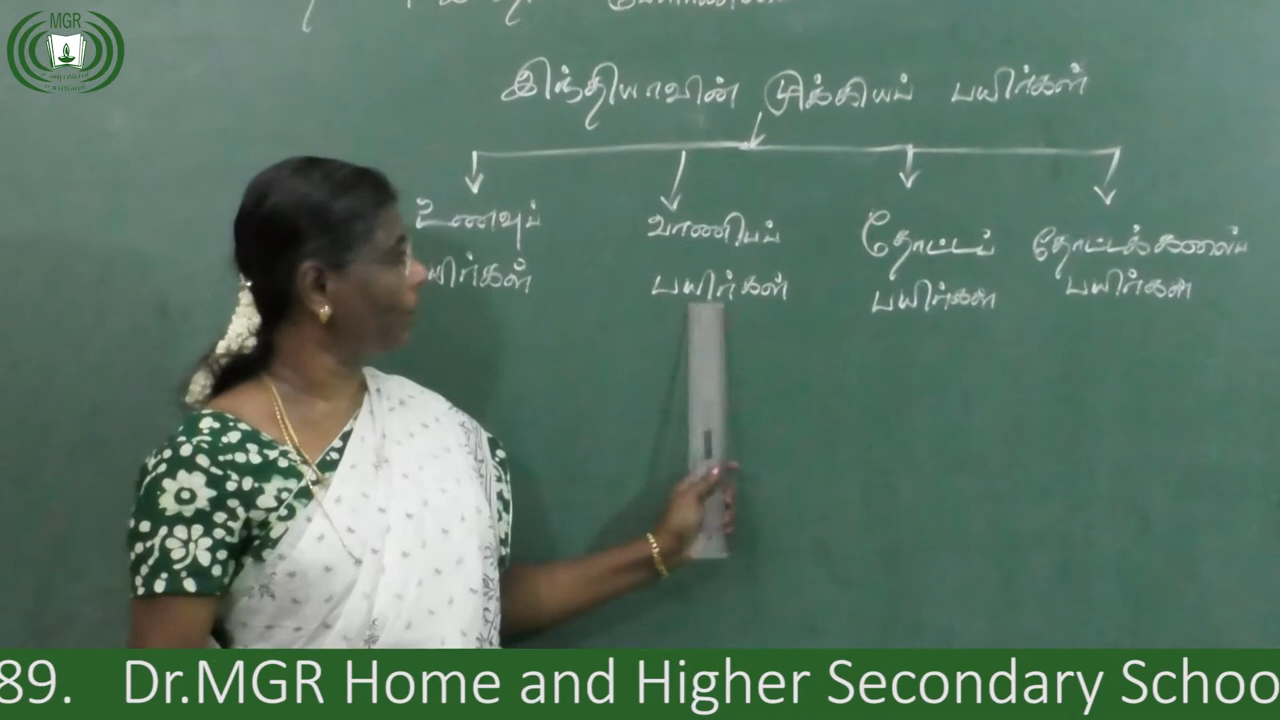 MGR
இந்தியாவின் முக்கியப் பயிர்கள்
உணவுப் வாணிபப் தோட்டப் தோட்டக்கலைப்
யிர்கள் பயிர்கள் பயிர்கள் பயிர்கள்
89. Dr.MGR Home and Higher Secondary Schoo